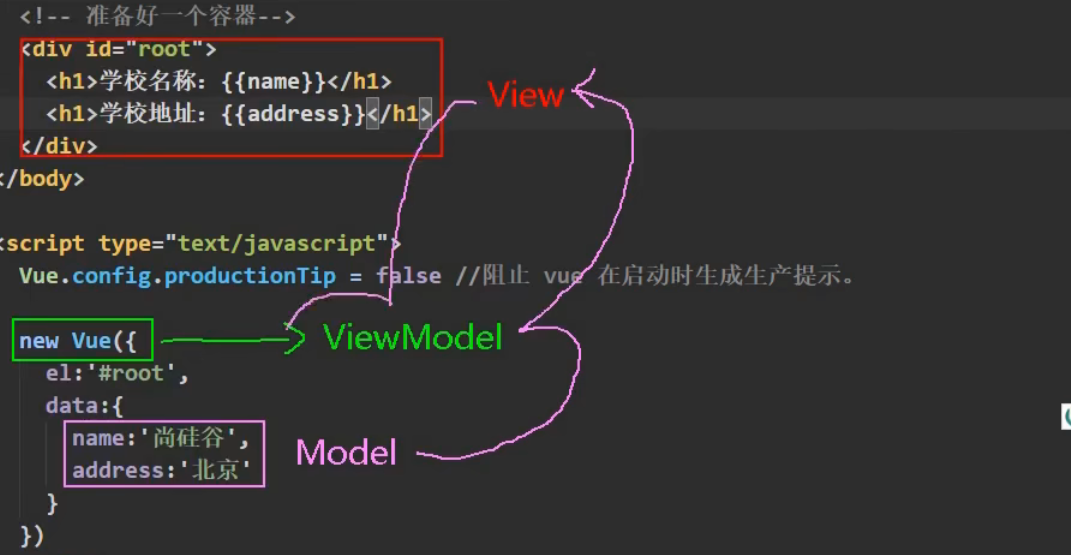 <!-- 准备好一个容器-->
<div id="root">
<h1>学校名称：{{name}}</h1>
<h1>学校地址：{{address}}</h1>
</div>
</body>
View
<script type="text/javascript">
Vue.config.productionTip = false //阻止 vue 在启动时生成生产提示。
new Vue({
ViewModel
el:'#root',
data:{
name:'尚硅谷',
address:'北京'
Model
}
})